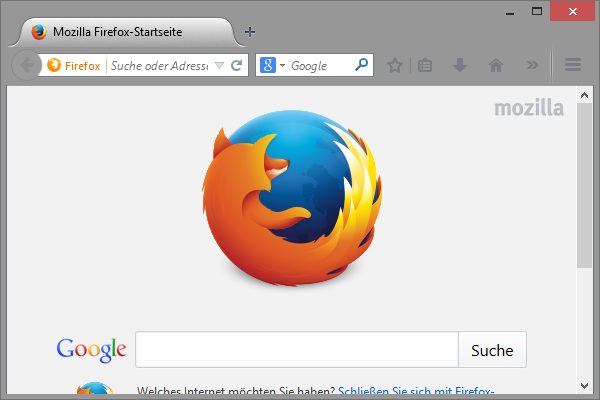 Mozilla Firefox-Startseite
Firefox Suche oder Adresse Google
mozilla
Google Suche
Welches Internet möchten Sie haben? Schließen Sie sich mit Firefox-